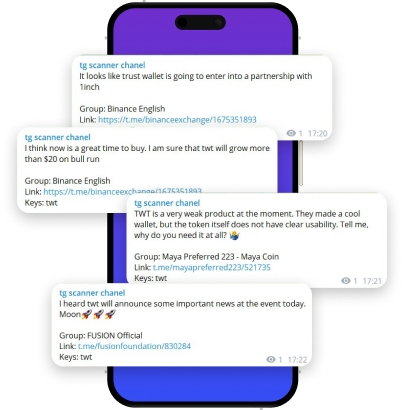 tg scanner chanel
It looks like trust wallet is going to enter into a partnership with
1inch
Group: Binance English
Link: https://t.me/binanceexchange/1675351893
1 17:20
tg scanner chanel
I think now is a great time to buy. I am sure that twt will grow more
than $20 on bull run
Group: Binance English
Link: https://t.me/binanceexchange/1675351893
Keys: twt
tg scanner chanel
TWT is a very weak product at the moment. They made a cool
wallet, but the token itself does not have clear usability. Tell me,
why do you need it at all? 🤷
Group: Maya Preferred 223 - Maya Coin
Link: t.me/mayapreferred223/521735
Keys: twt
1 17:21
tg scanner chanel
I heard twt will announce some important news at the event today.
Moon🚀🚀🚀
Group: FUSION Official
Link: t.me/fusionfoundation/830284
Keys: twt
1 17:22